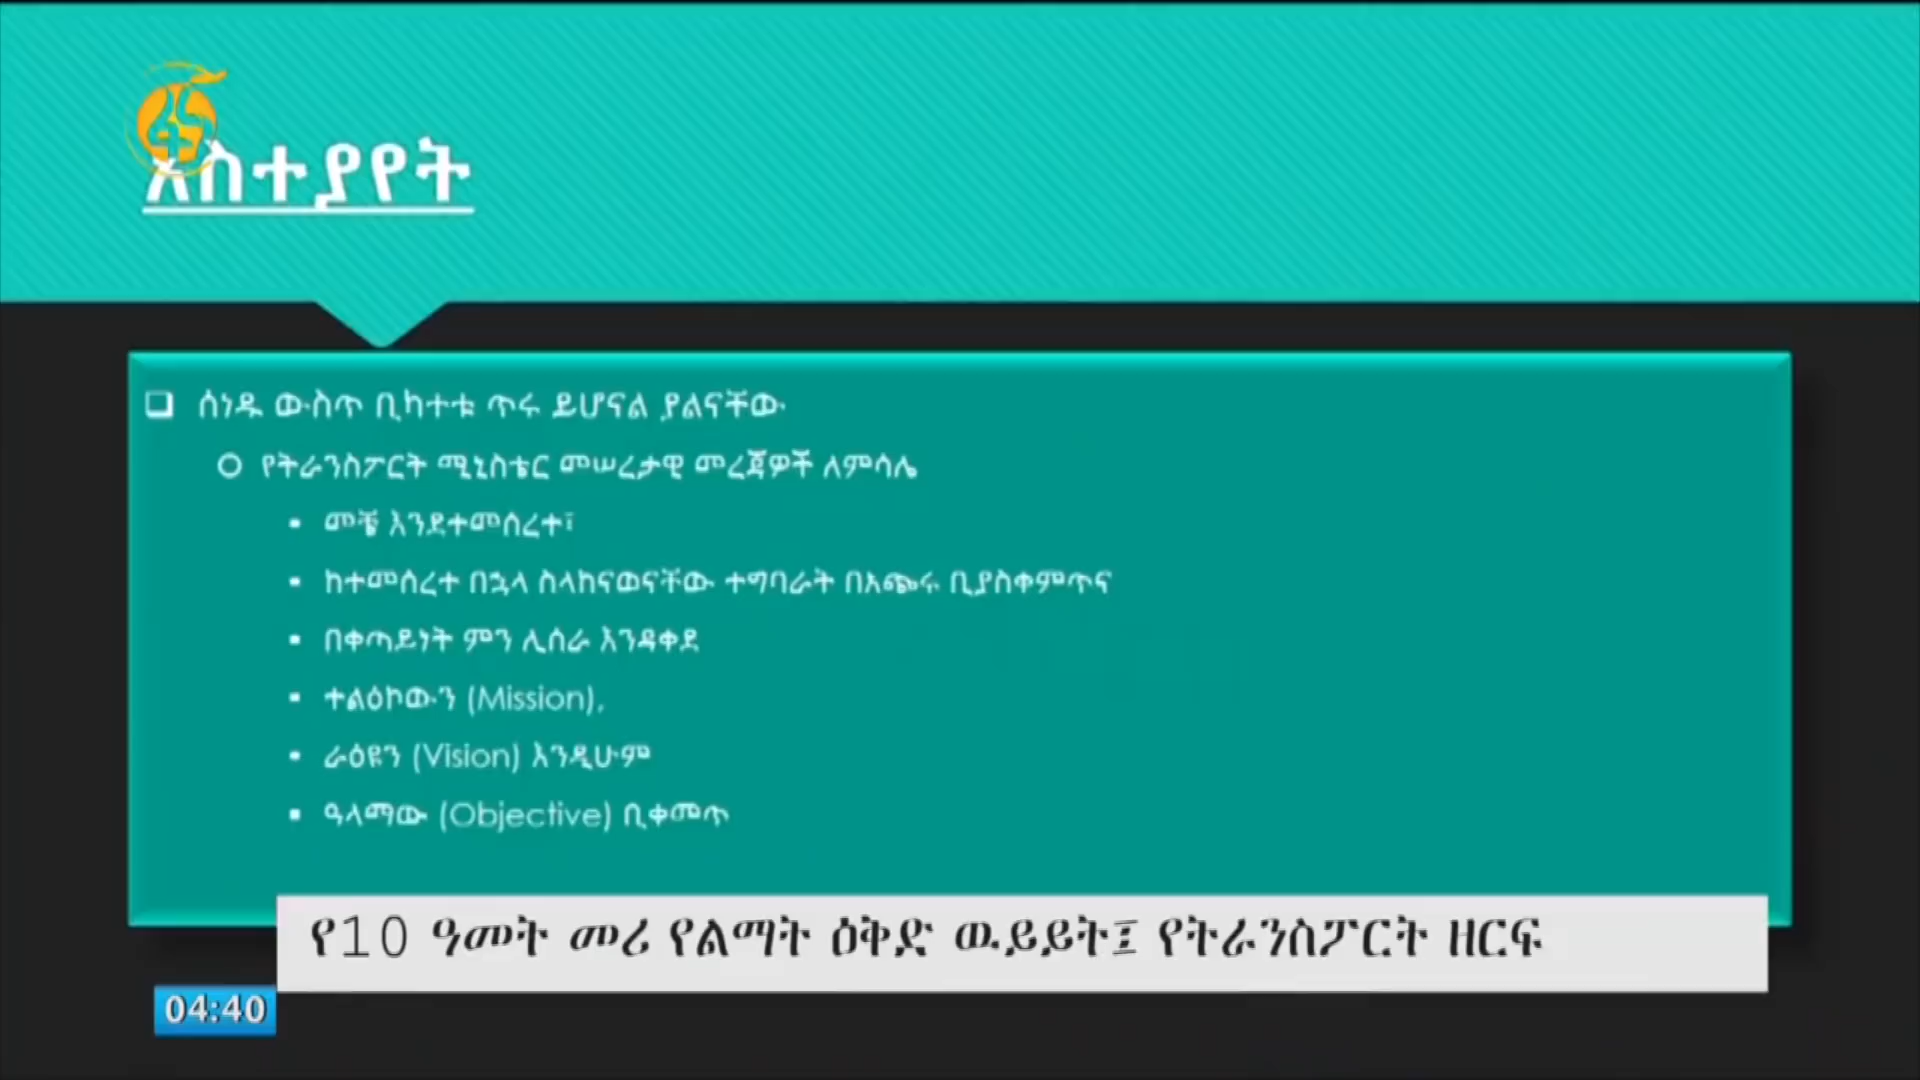 አስተያየት
ሰነዱ ውስጥ ቢካተቱ ጥሩ ይሆናል ያልናቸው
የትራንስፖርት ሚኒስቴር መሠረታዊ መረጃዎች ለምሳሌ
መቼ እንደተመሰረተ፣
ከተመሰረተ በኋላ ስላከናወናቸው ተግባራት በአጭሩ ቢያስቀምጥና
በቀጣይነት ምን ሊሰራ እንዳቀደ
ተልዕኮውን (Mission),
ራዕዩን (Vision) እንዲሁም
ዓላማው (Objective) ቢቀመጥ
የ10 ዓመት መሪ የልማት ዕቅድ ዉይይት፤ የትራንስፓርት ዘርፍ
04:40